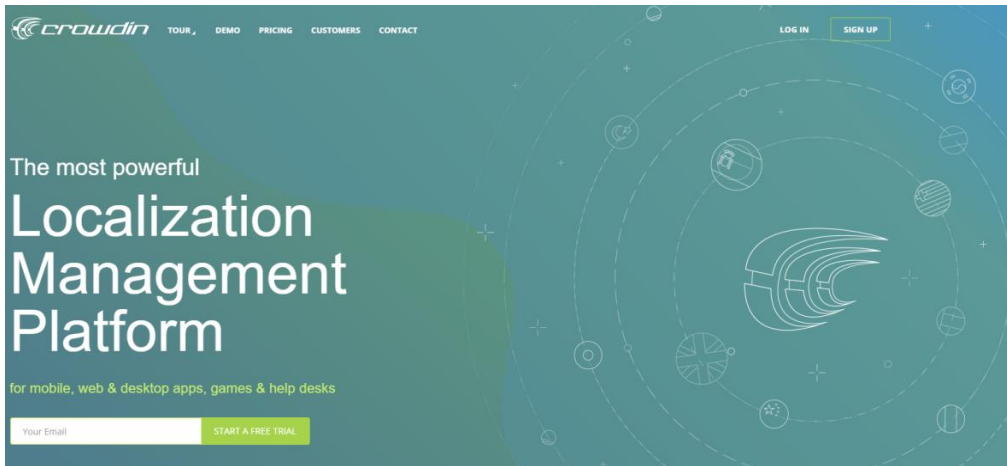 crowdin TOUR DEMO PRICING CUSTOMERS CONTACT LOG IN SIGN UP
The most powerful
Localization
Management
Platform
for mobile, web & desktop apps, games & help desks
Your Email START A FREE TRIAL